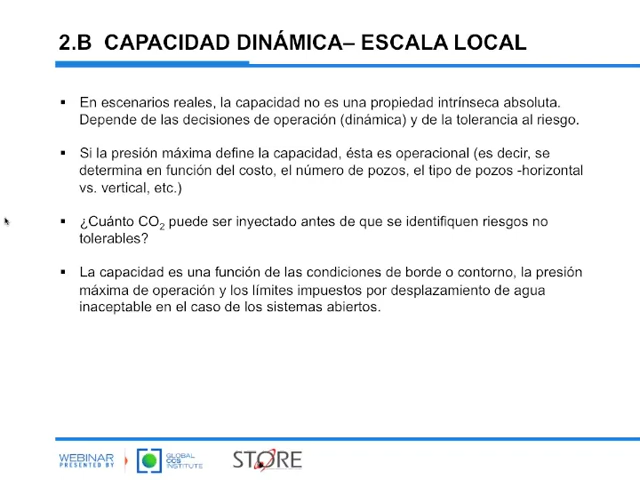 2.B CAPACIDAD DINÁMICA– ESCALA LOCAL
▪ En escenarios reales, la capacidad no es una propiedad intrínseca absoluta.
Depende de las decisiones de operación (dinámica) y de la tolerancia al riesgo.
▪ Si la presión máxima define la capacidad, ésta es operacional (es decir, se
determina en función del costo, el número de pozos, el tipo de pozos -horizontal
vs. vertical, etc.)
▪ ¿Cuánto CO2 puede ser inyectado antes de que se identifiquen riesgos no
tolerables?
▪ La capacidad es una función de las condiciones de borde o contorno, la presión
máxima de operación y los límites impuestos por desplazamiento de agua
inaceptable en el caso de los sistemas abiertos.
WEBINAR
PRESENTED BY
GLOBAL
CCS
INSTITUTE
STORE